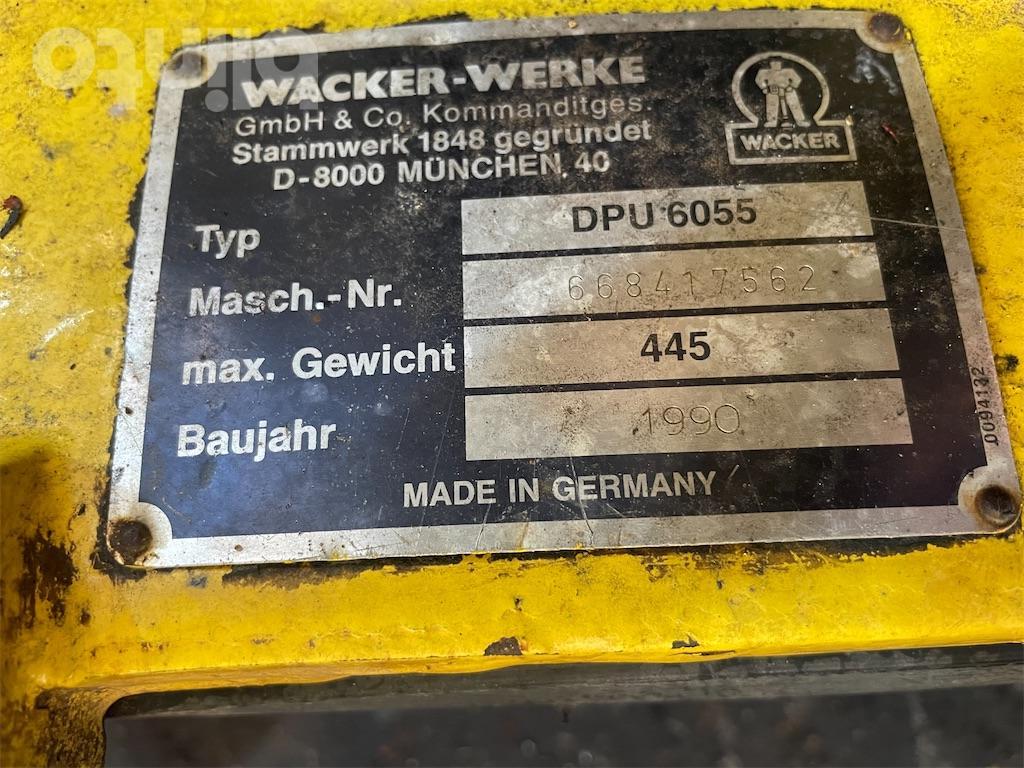 WACKER-WERKE
GmbH & Co. Kommanditges.
Stammwerk 1848 gegründet
D-8000 MÜNCHEN 40
WACKER
Typ DPU 6055
Masch.-Nr. 668417562
max. Gewicht 445
Baujahr 1990
MADE IN GERMANY
0094132